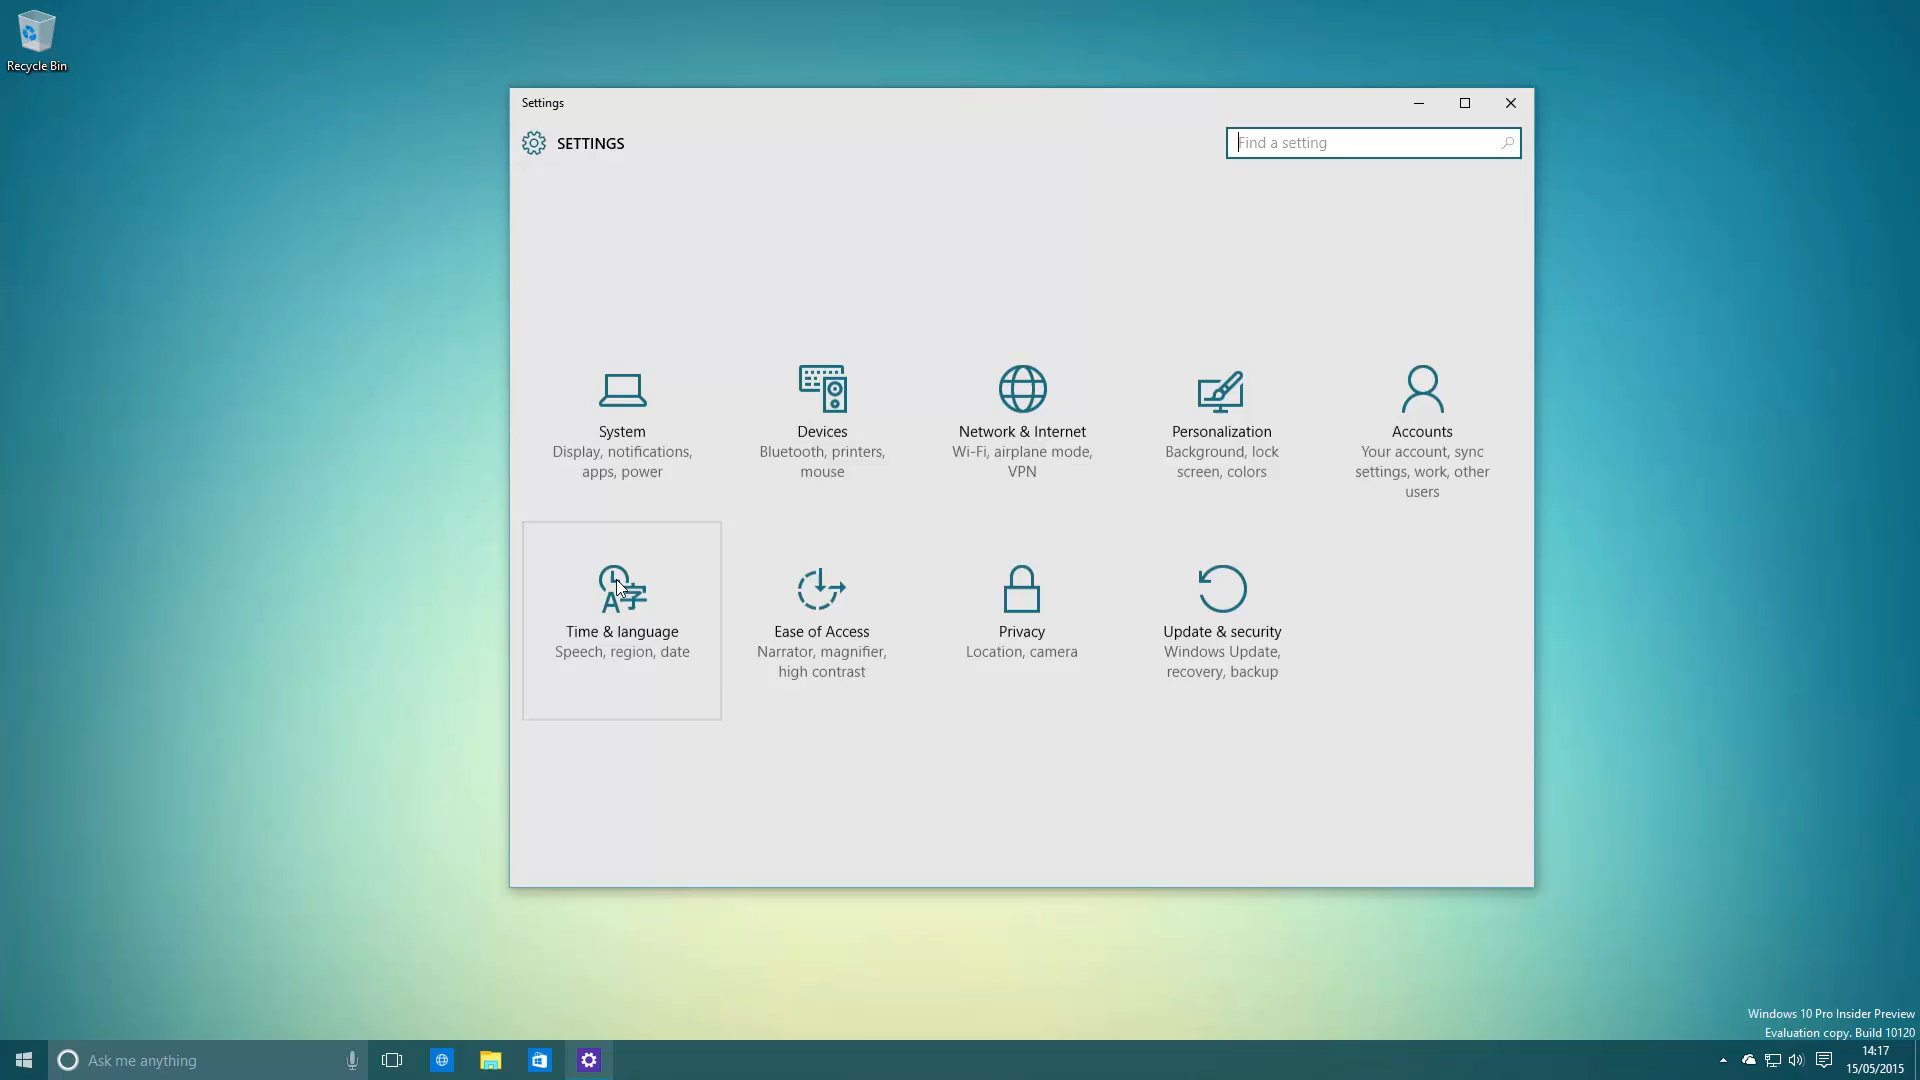 Recycle Bin
Settings
SETTINGS
Find a setting
System
Display, notifications,
apps, power
Devices
Bluetooth, printers,
mouse
Network & Internet
Wi-Fi, airplane mode,
VPN
Personalization
Background, lock
screen, colors
Accounts
Your account, sync
settings, work, other
users
Time & language
Speech, region, date
Ease of Access
Narrator, magnifier,
high contrast
Privacy
Location, camera
Update & security
Windows Update,
recovery, backup
Windows 10 Pro Insider Preview
Evaluation copy. Build 10120
Ask me anything
14:17
15/05/2015